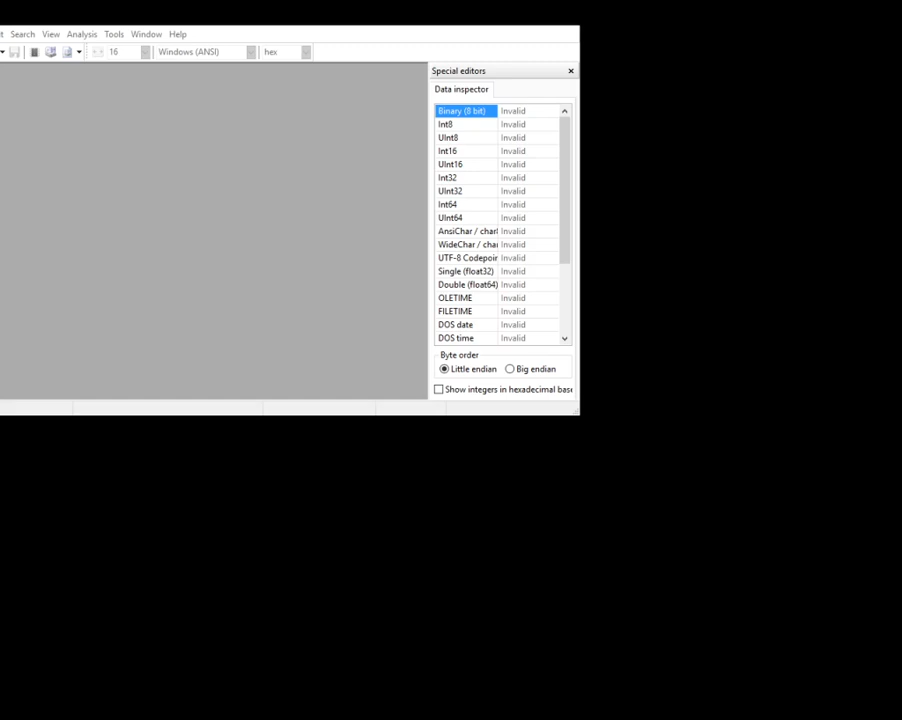 t Search View Analysis Tools Window Help
16 Windows (ANSI) hex
Special editors
Data inspector
Binary (8 bit) Invalid
Int8 Invalid
UInt8 Invalid
Int16 Invalid
UInt16 Invalid
Int32 Invalid
UInt32 Invalid
Int64 Invalid
UInt64 Invalid
AnsiChar / char Invalid
WideChar / cha Invalid
UTF-8 Codepoi Invalid
Single (float32) Invalid
Double (float64) Invalid
OLETIME Invalid
FILETIME Invalid
DOS date Invalid
DOS time Invalid
Byte order
Little endian Big endian
Show integers in hexadecimal base